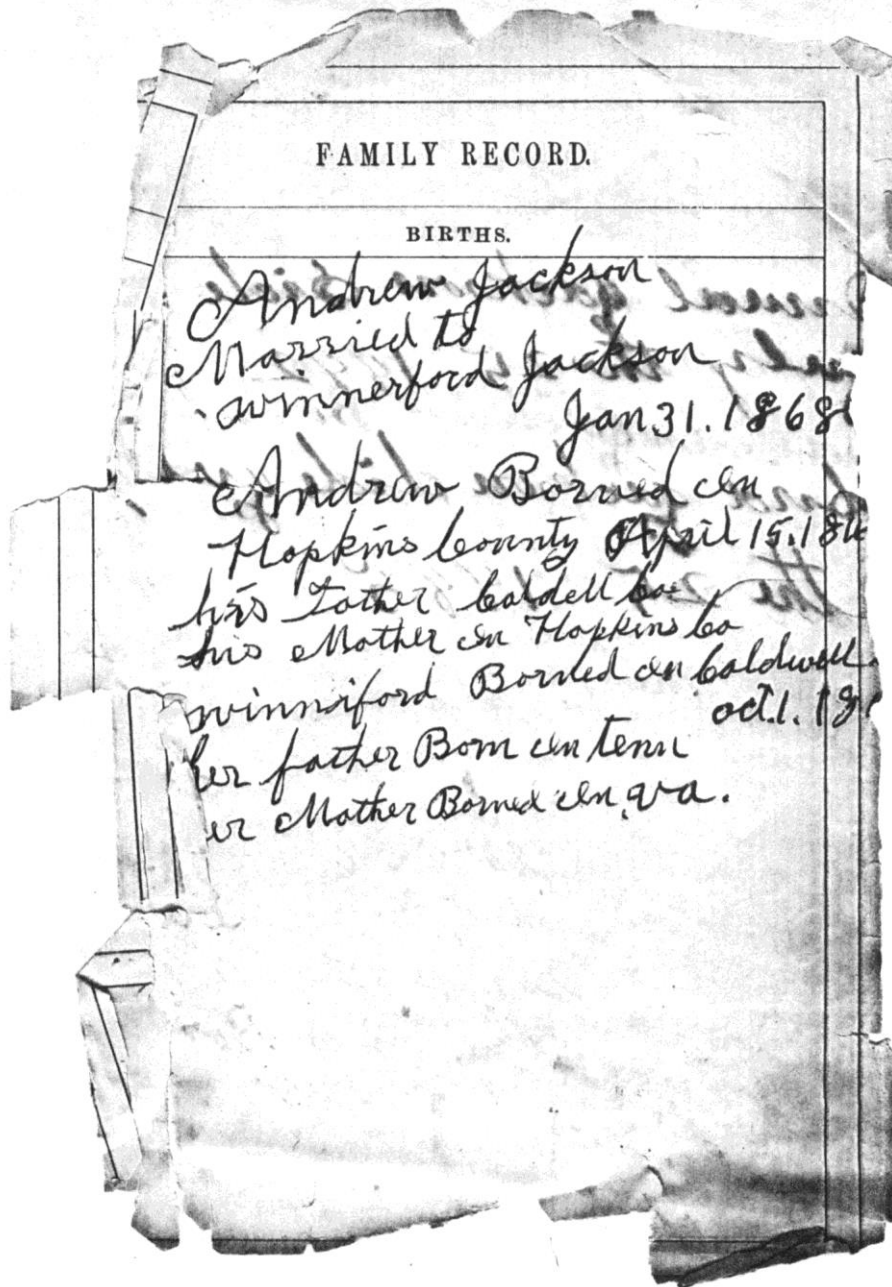 FAMILY RECORD.
BIRTHS.
Andrew Jackson
Married to
winnerford Jackson
Jan 31. 1868
Andrew Borned in
Hopkins County April 15. 18
his Father Caldell Co
his Mother in Hopkins Co
winniford Borned in Caldwell
oct. 1. 18
her father Born in tenn
er Mother Borned in va.